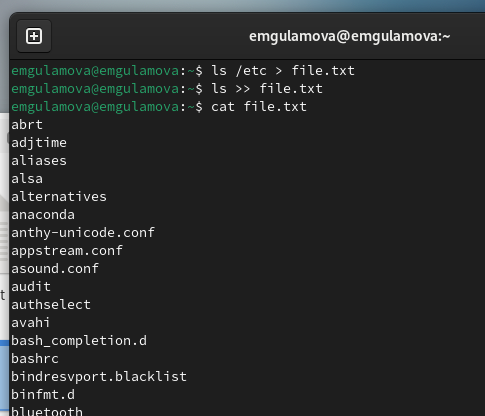 emgulamova@emgulamova:~
emgulamova@emgulamova:~$ ls /etc > file.txt
emgulamova@emgulamova:~$ ls >> file.txt
emgulamova@emgulamova:~$ cat file.txt
abrt
adjtime
aliases
alsa
alternatives
anaconda
anthy-unicode.conf
appstream.conf
asound.conf
audit
authselect
avahi
bash_completion.d
bashrc
bindresvport.blacklist
binfmt.d
bluetooth
t